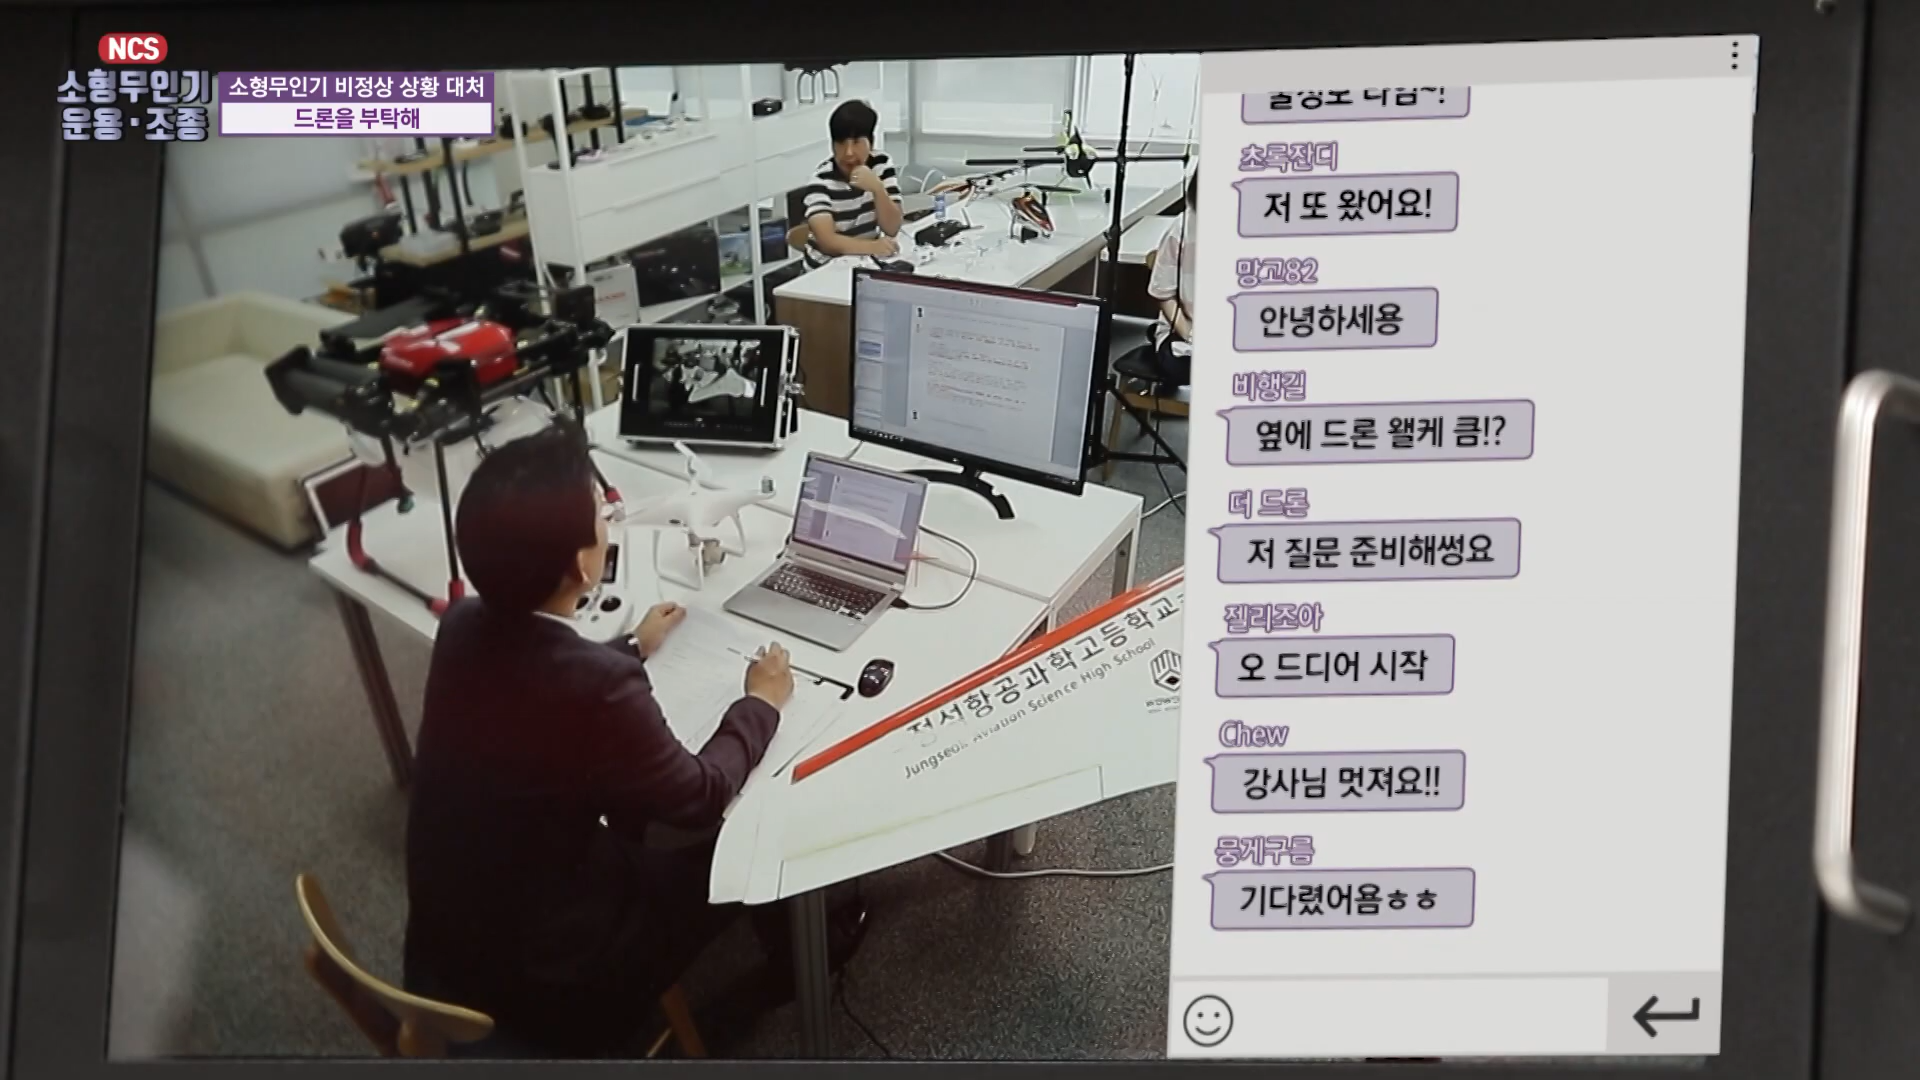 NCS
소형무인기
운용·조종
소형무인기 비정상 상황 대처
드론을 부탁해
초록잔디
저 또 왔어요!
망고82
안녕하세용
비행길
옆에 드론 왤케 큼!?
더 드론
저 질문 준비해썽요
젤리조아
오 드디어 시작
Chew
강사님 멋져요!!
뭉게구름
기다렸어욤ㅎㅎ
정석항공과학고등학교
Jungseok Aviation Science High School